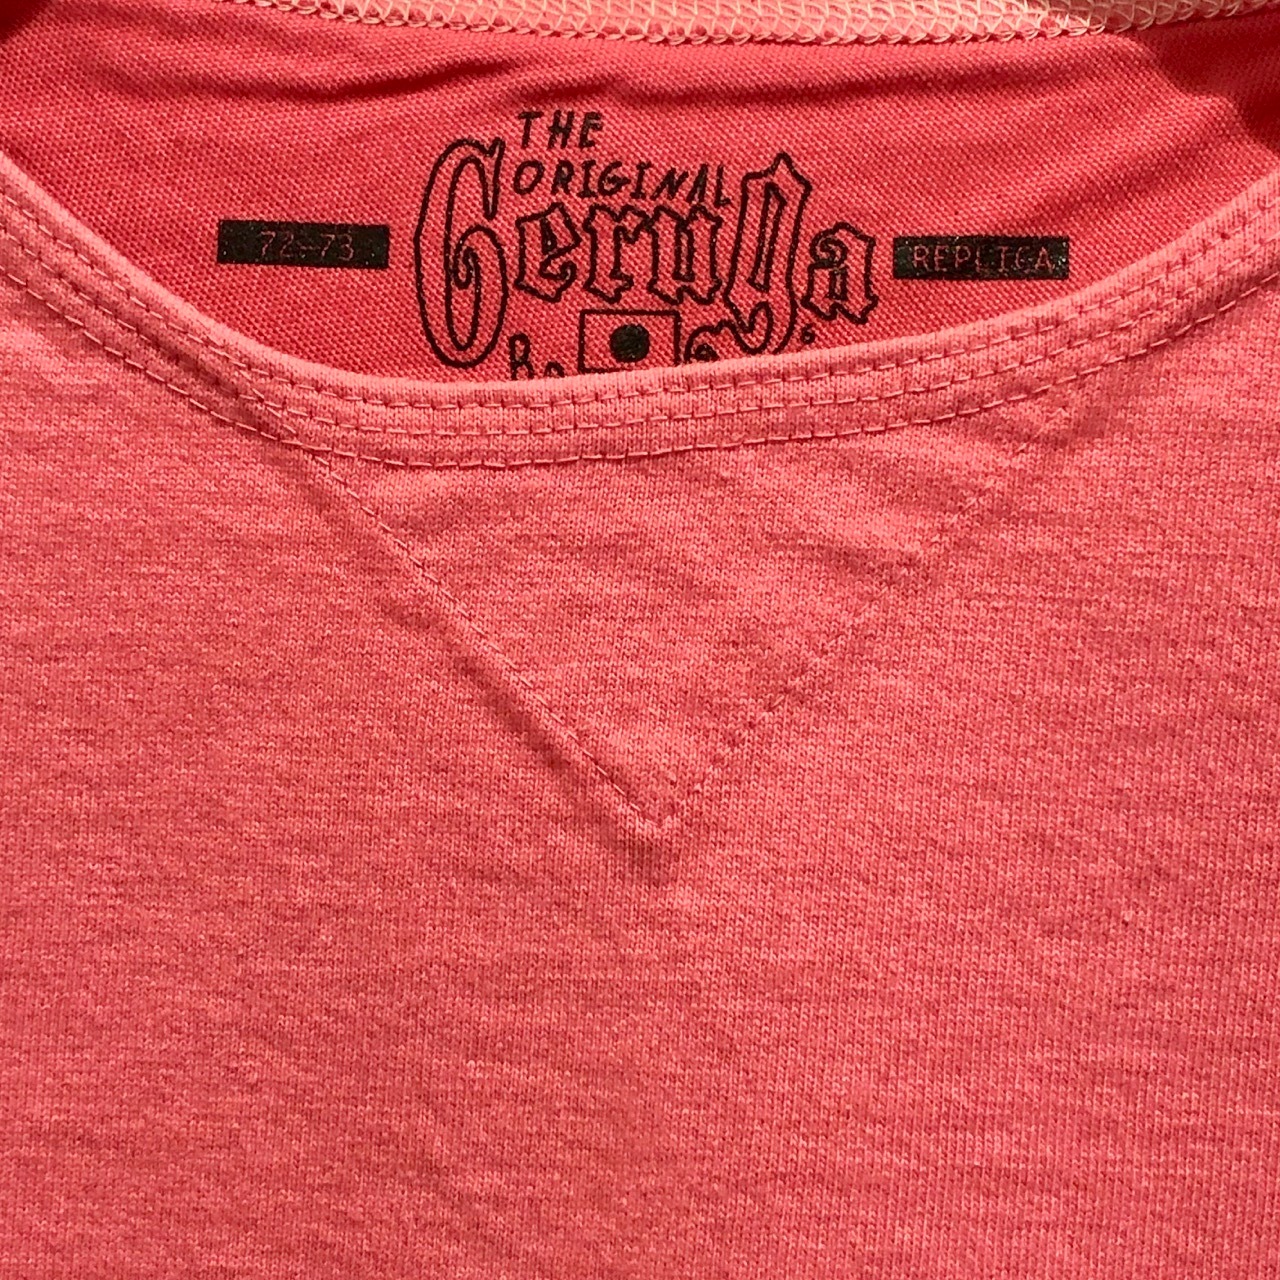 THE
ORIGINAL
72-73 Geruga REPLICA